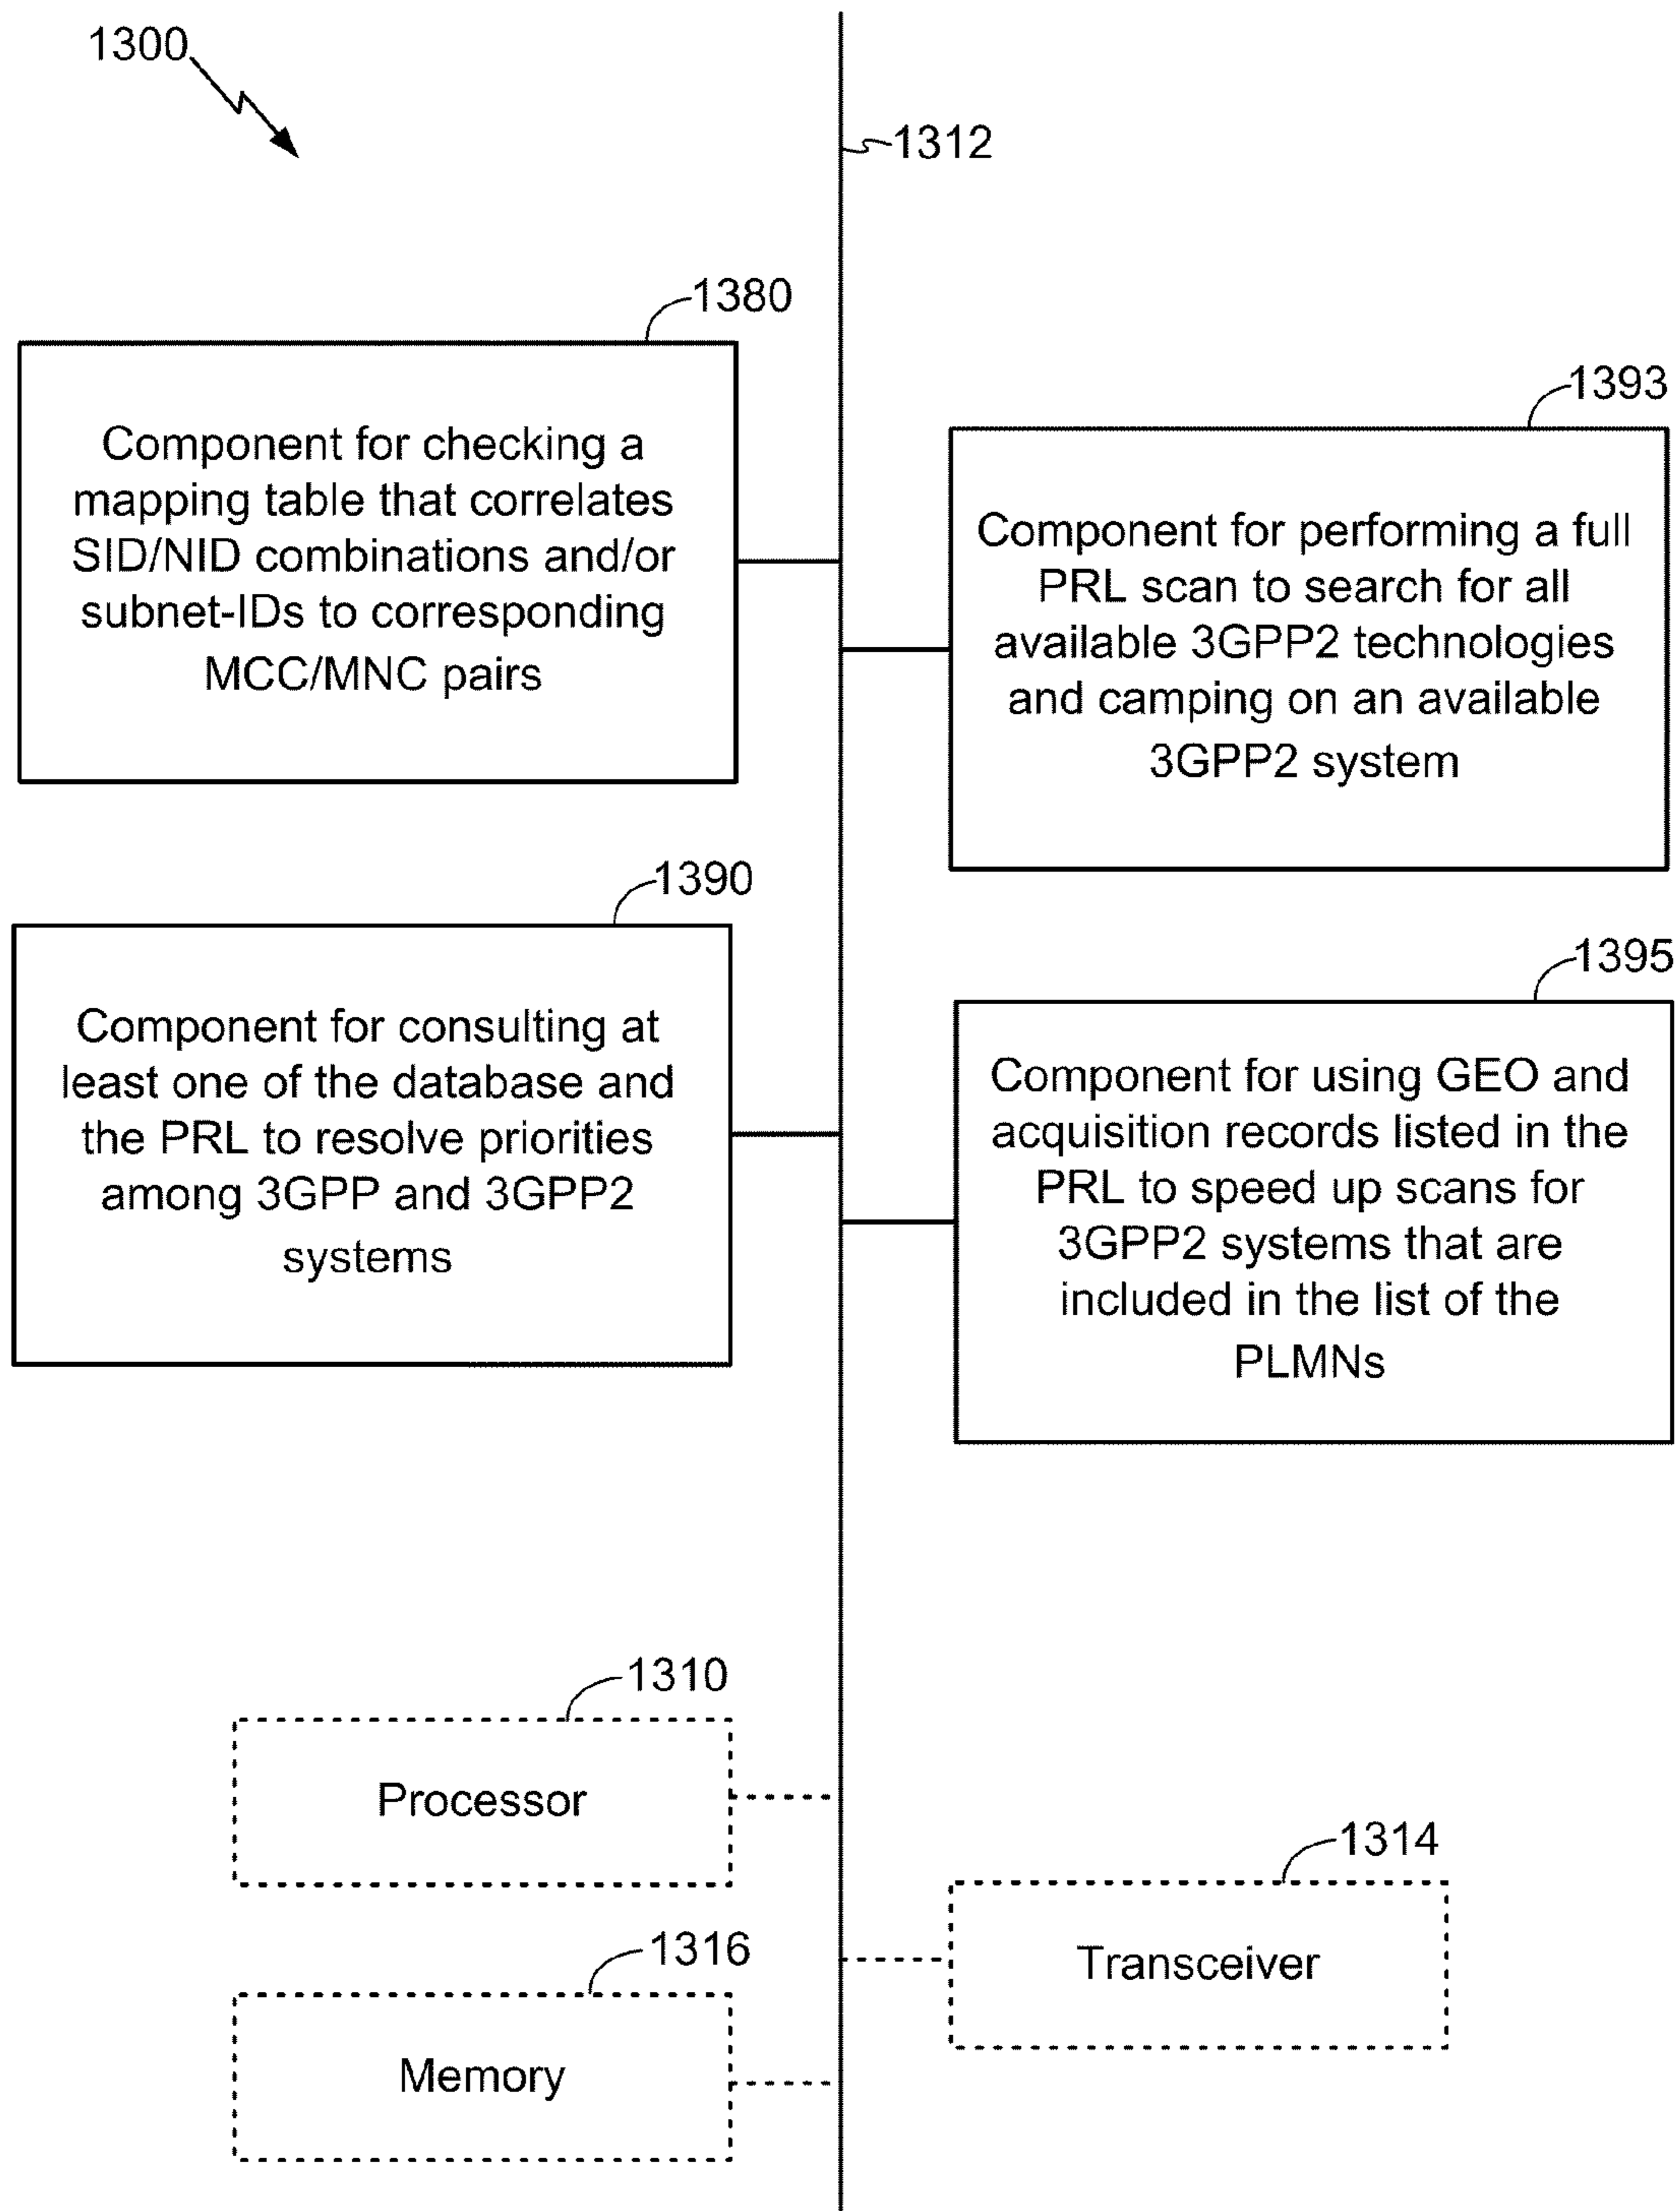 1300
1312
1380
Component for checking a
mapping table that correlates
SID/NID combinations and/or
subnet-IDs to corresponding
MCC/MNC pairs
1393
Component for performing a full
PRL scan to search for all
available 3GPP2 technologies
and camping on an available
3GPP2 system
1390
Component for consulting at
least one of the database and
the PRL to resolve priorities
among 3GPP and 3GPP2
systems
1395
Component for using GEO and
acquisition records listed in the
PRL to speed up scans for
3GPP2 systems that are
included in the list of the
PLMNs
1310
Processor
1314
Transceiver
1316
Memory